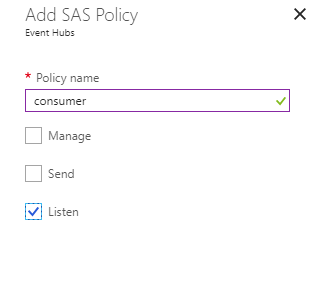 Add SAS Policy
Event Hubs
* Policy name
consumer
Manage
Send
Listen